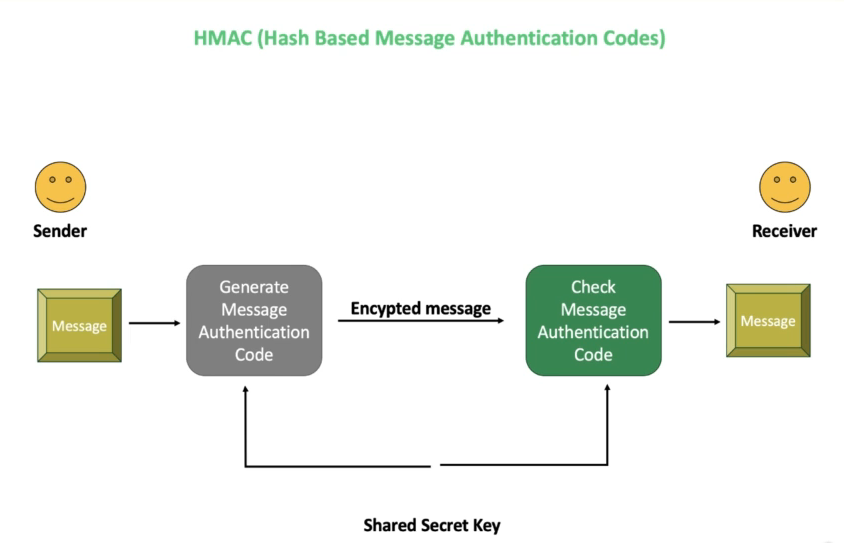 HMAC (Hash Based Message Authentication Codes)
Sender
Receiver
Message
Generate
Message
Authentication
Code
Encypted message
Check
Message
Authentication
Code
Message
Shared Secret Key